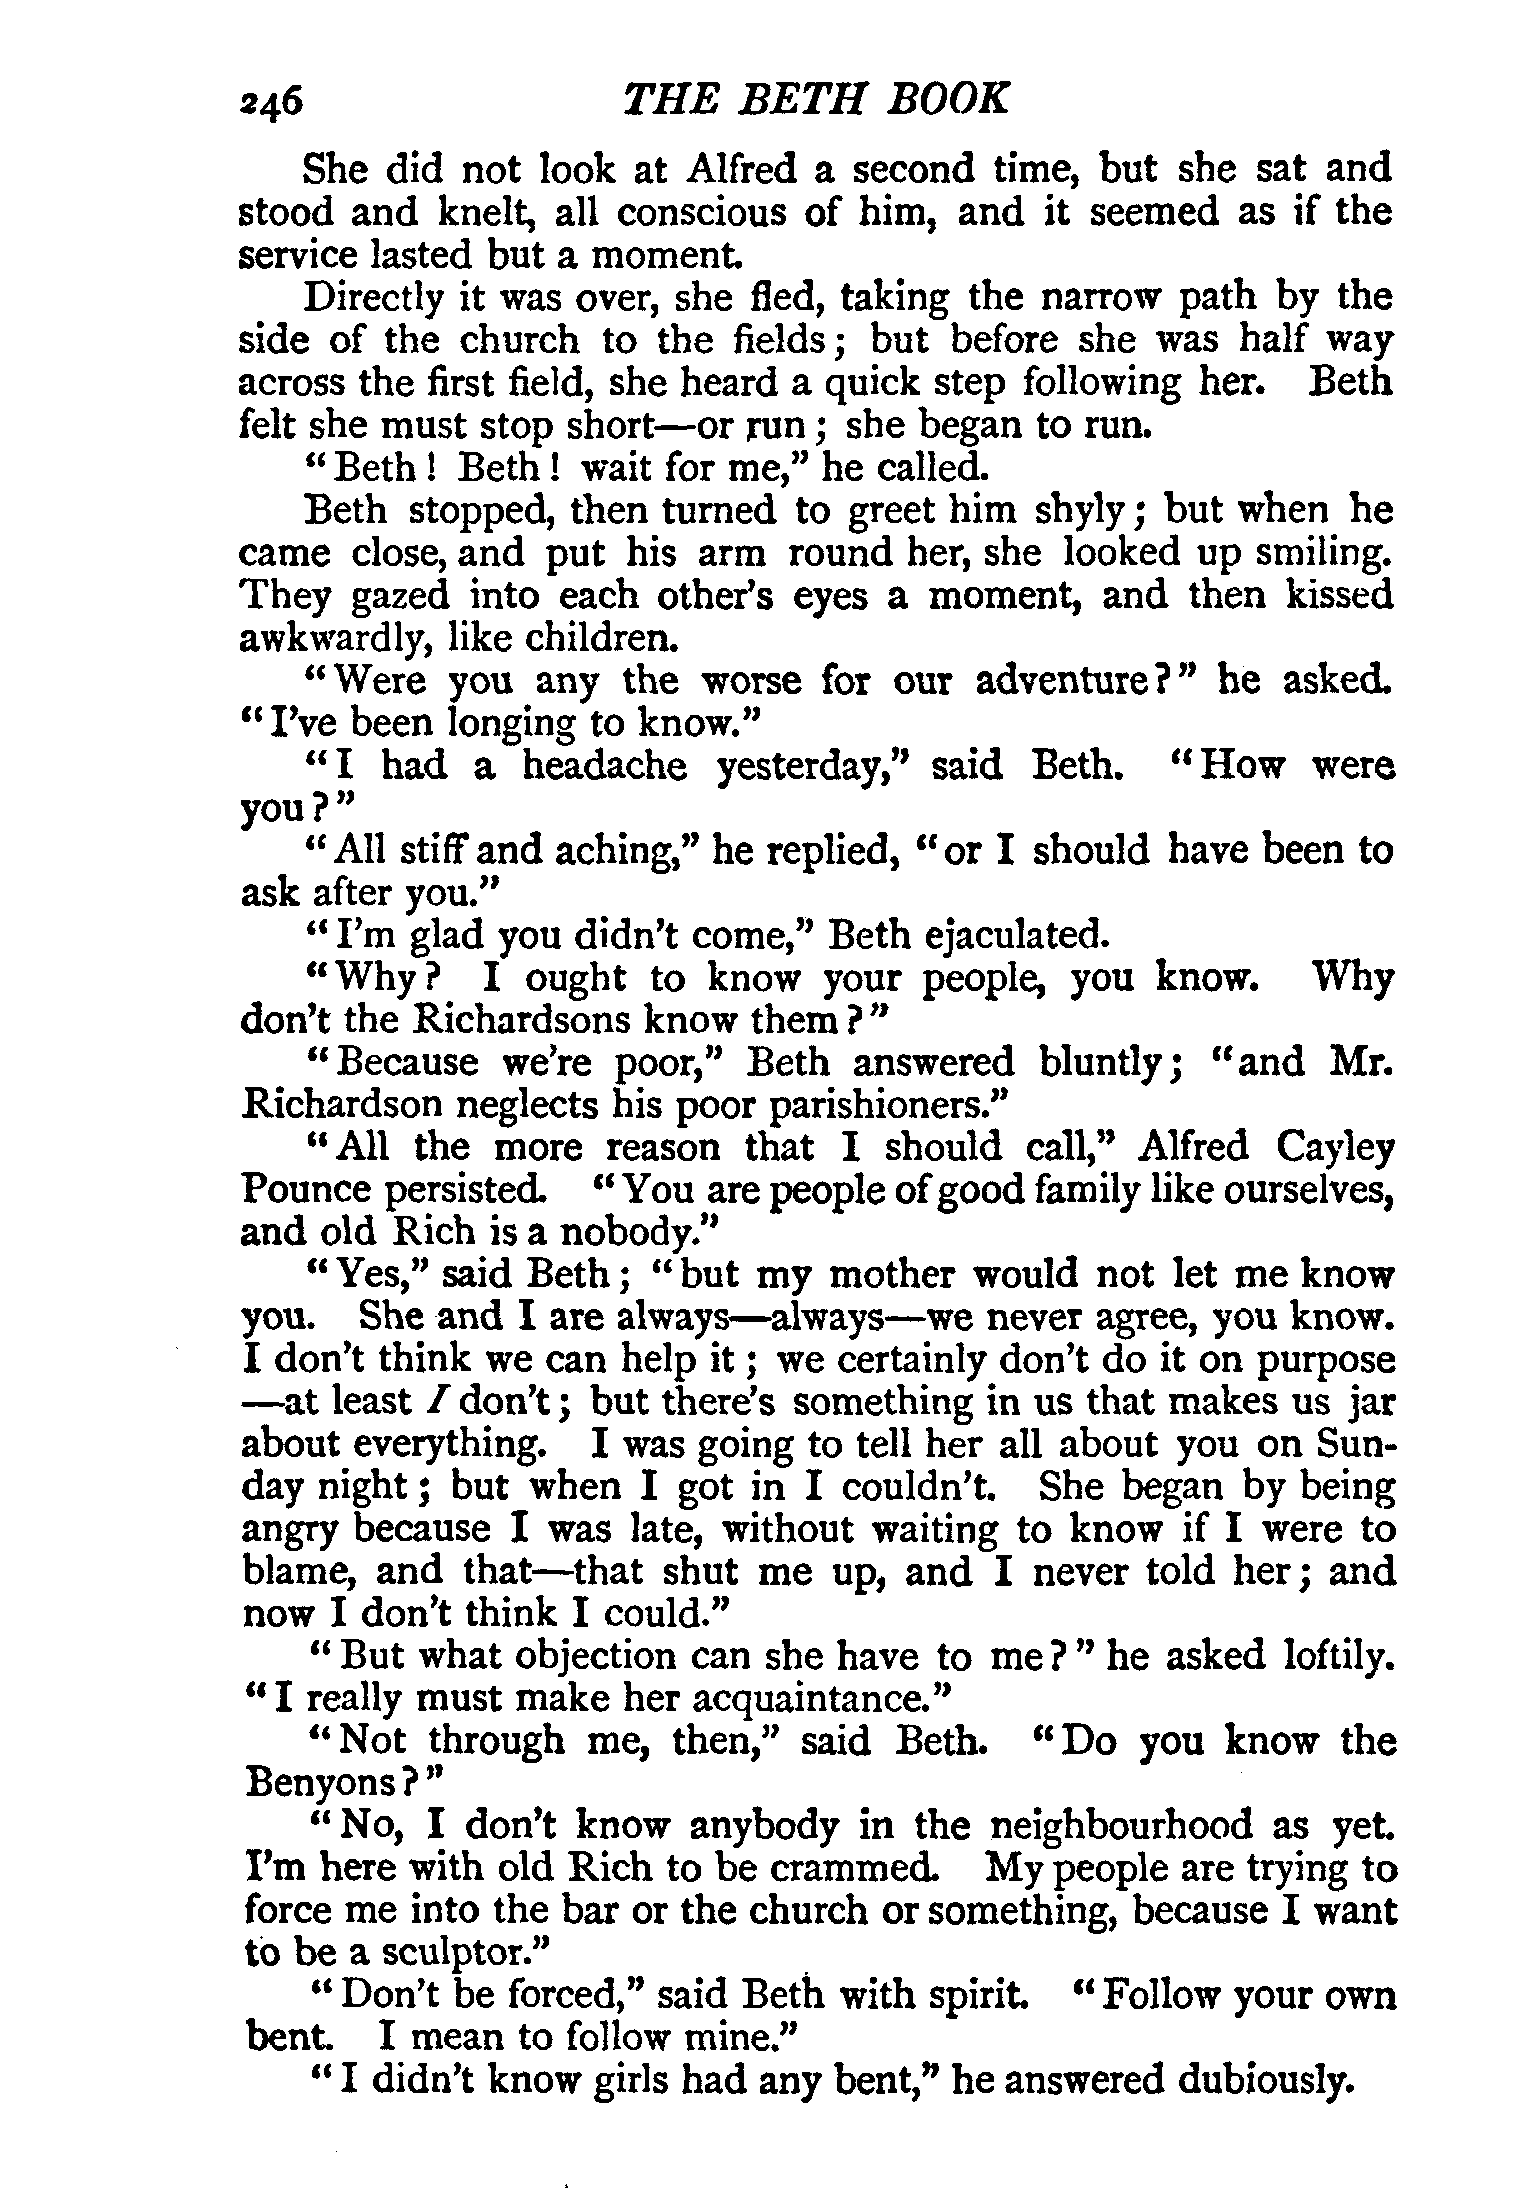 246 THE BETH BOOK
She did not look at Alfred a second time, but she sat and
stood and knelt, all conscious of him, and it seemed as if the
service lasted but a moment.
Directly it was over, she fled, taking the narrow path by the
side of the church to the fields; but before she was half way
across the first field, she heard a quick step following her. Beth
felt she must stop short—or run; she began to run.
"Beth! Beth! wait for me," he called.
Beth stopped, then turned to greet him shyly; but when he
came close, and put his arm round her, she looked up smiling.
They gazed into each other's eyes a moment, and then kissed
awkwardly, like children.
"Were you any the worse for our adventure?" he asked.
"I've been longing to know."
"I had a headache yesterday," said Beth. "How were
you?"
"All stiff and aching," he replied, "or I should have been to
ask after you."
"I'm glad you didn't come," Beth ejaculated.
"Why? I ought to know your people, you know. Why
don't the Richardsons know them?"
"Because we're poor," Beth answered bluntly; "and Mr.
Richardson neglects his poor parishioners."
"All the more reason that I should call," Alfred Cayley
Pounce persisted. "You are people of good family like ourselves,
and old Rich is a nobody."
"Yes," said Beth; "but my mother would not let me know
you. She and I are always—always—we never agree, you know.
I don't think we can help it; we certainly don't do it on purpose
—at least I don't; but there's something in us that makes us jar
about everything. I was going to tell her all about you on Sun-
day night; but when I got in I couldn't. She began by being
angry because I was late, without waiting to know if I were to
blame, and that—that shut me up, and I never told her; and
now I don't think I could."
"But what objection can she have to me?" he asked loftily.
"I really must make her acquaintance."
"Not through me, then," said Beth. "Do you know the
Benyons?"
"No, I don't know anybody in the neighbourhood as yet.
I'm here with old Rich to be crammed. My people are trying to
force me into the bar or the church or something, because I want
to be a sculptor."
"Don't be forced," said Beth with spirit. "Follow your own
bent. I mean to follow mine."
"I didn't know girls had any bent," he answered dubiously.